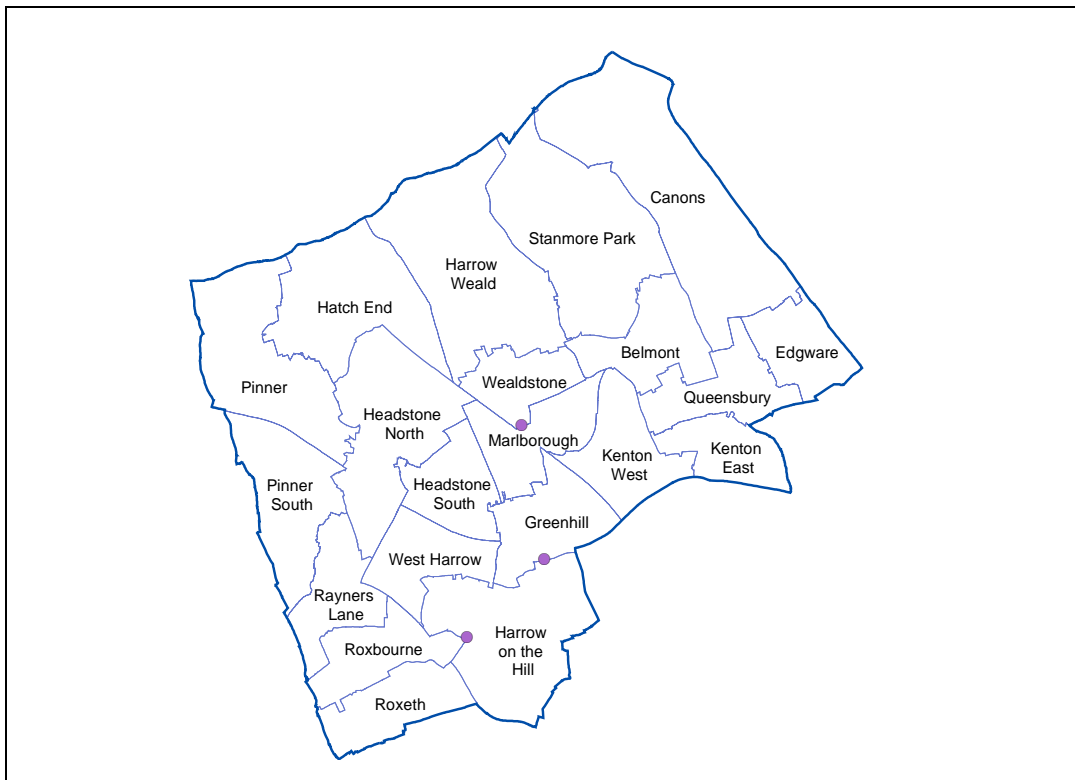 Canons
Stanmore Park
Harrow
Weald
Hatch End
Belmont
Edgware
Wealdstone
Pinner
Queensbury
Headstone
North
Marlborough
Kenton
West
Kenton
East
Pinner
South
Headstone
South
Greenhill
West Harrow
Rayners
Lane
Harrow
on the
Hill
Roxbourne
Roxeth